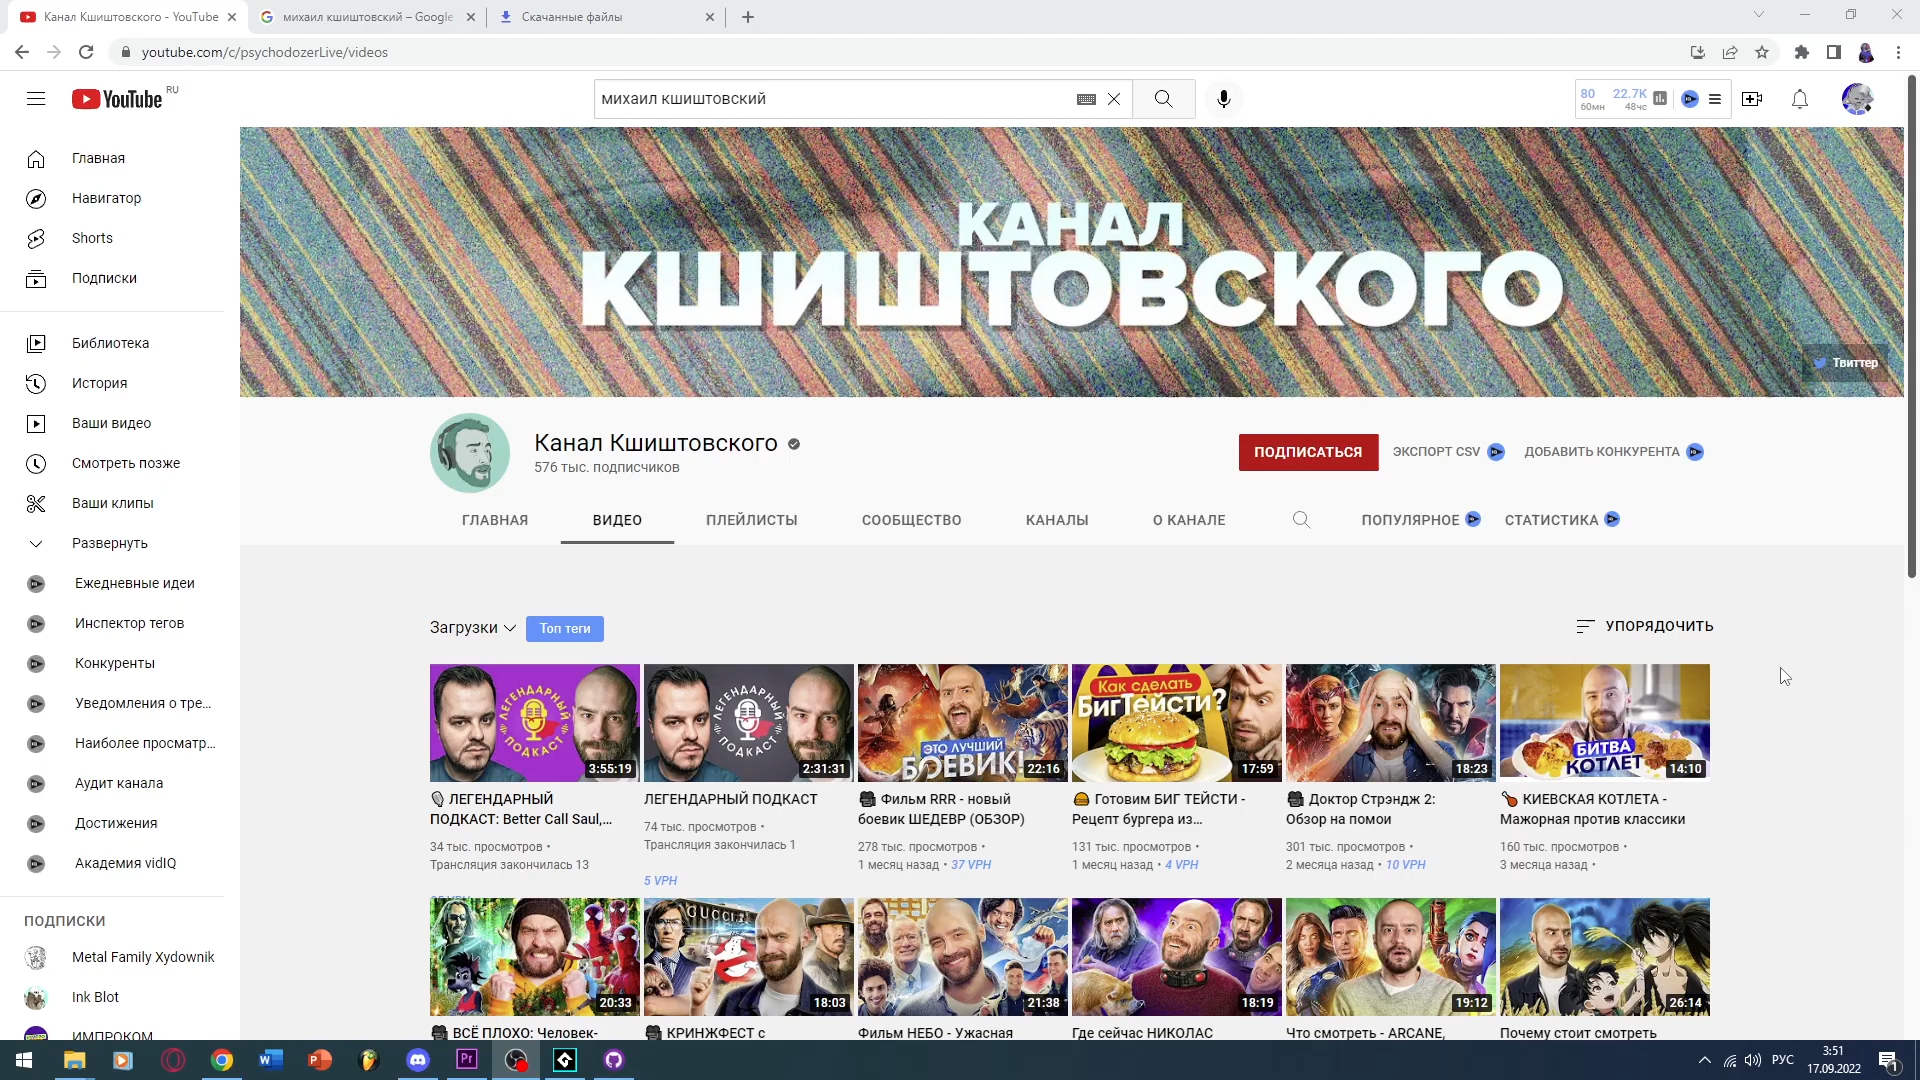 Канал Кшиштовского - YouTube
михаил кшиштовский – Google
Скачанные файлы
youtube.com/c/psychodozerLive/videos
YouTube RU
михаил кшиштовский
80 22.7K
60мн 48чс
Главная
Навигатор
Shorts
Подписки
Библиотека
История
Ваши видео
Смотреть позже
Ваши клипы
Развернуть
Ежедневные идеи
Инспектор тегов
Конкуренты
Уведомления о тре...
Наиболее просматр...
Аудит канала
Достижения
Академия vidIQ
ПОДПИСКИ
Metal Family Xydownik
Ink Blot
ИМПРОКОМ
КАНАЛ
КШИШТОВСКОГО
Твиттер
Канал Кшиштовского
576 тыс. подписчиков
ПОДПИСАТЬСЯ
ЭКСПОРТ CSV
ДОБАВИТЬ КОНКУРЕНТА
ГЛАВНАЯ
ВИДЕО
ПЛЕЙЛИСТЫ
СООБЩЕСТВО
КАНАЛЫ
О КАНАЛЕ
ПОПУЛЯРНОЕ
СТАТИСТИКА
Загрузки
Топ теги
УПОРЯДОЧИТЬ
ЛЕГЕНДАРНЫЙ
ПОДКАСТ
3:55:19
ЛЕГЕНДАРНЫЙ
ПОДКАСТ: Better Call Saul,...
34 тыс. просмотров •
Трансляция закончилась 13
ЛЕГЕНДАРНЫЙ
ПОДКАСТ
2:31:31
ЛЕГЕНДАРНЫЙ ПОДКАСТ
74 тыс. просмотров •
Трансляция закончилась 1
5 VPH
ЭТО ЛУЧШИЙ
БОЕВИК!
22:16
Фильм RRR - новый
боевик ШЕДЕВР (ОБЗОР)
278 тыс. просмотров •
1 месяц назад • 37 VPH
Как сделать
БигТейсти?
17:59
Готовим БИГ ТЕЙСТИ -
Рецепт бургера из...
131 тыс. просмотров •
1 месяц назад • 4 VPH
18:23
Доктор Стрэндж 2:
Обзор на помои
301 тыс. просмотров •
2 месяца назад • 10 VPH
БИТВА
КОТЛЕТ
14:10
КИЕВСКАЯ КОТЛЕТА -
Мажорная против классики
160 тыс. просмотров •
3 месяца назад •
20:33
ВСЁ ПЛОХО: Человек-
GUCCI
18:03
КРИНЖФЕСТ с
21:38
Фильм НЕБО - Ужасная
18:19
Где сейчас НИКОЛАС
19:12
Что смотреть - ARCANE,
26:14
Почему стоит смотреть
РУС
3:51
17.09.2022
1